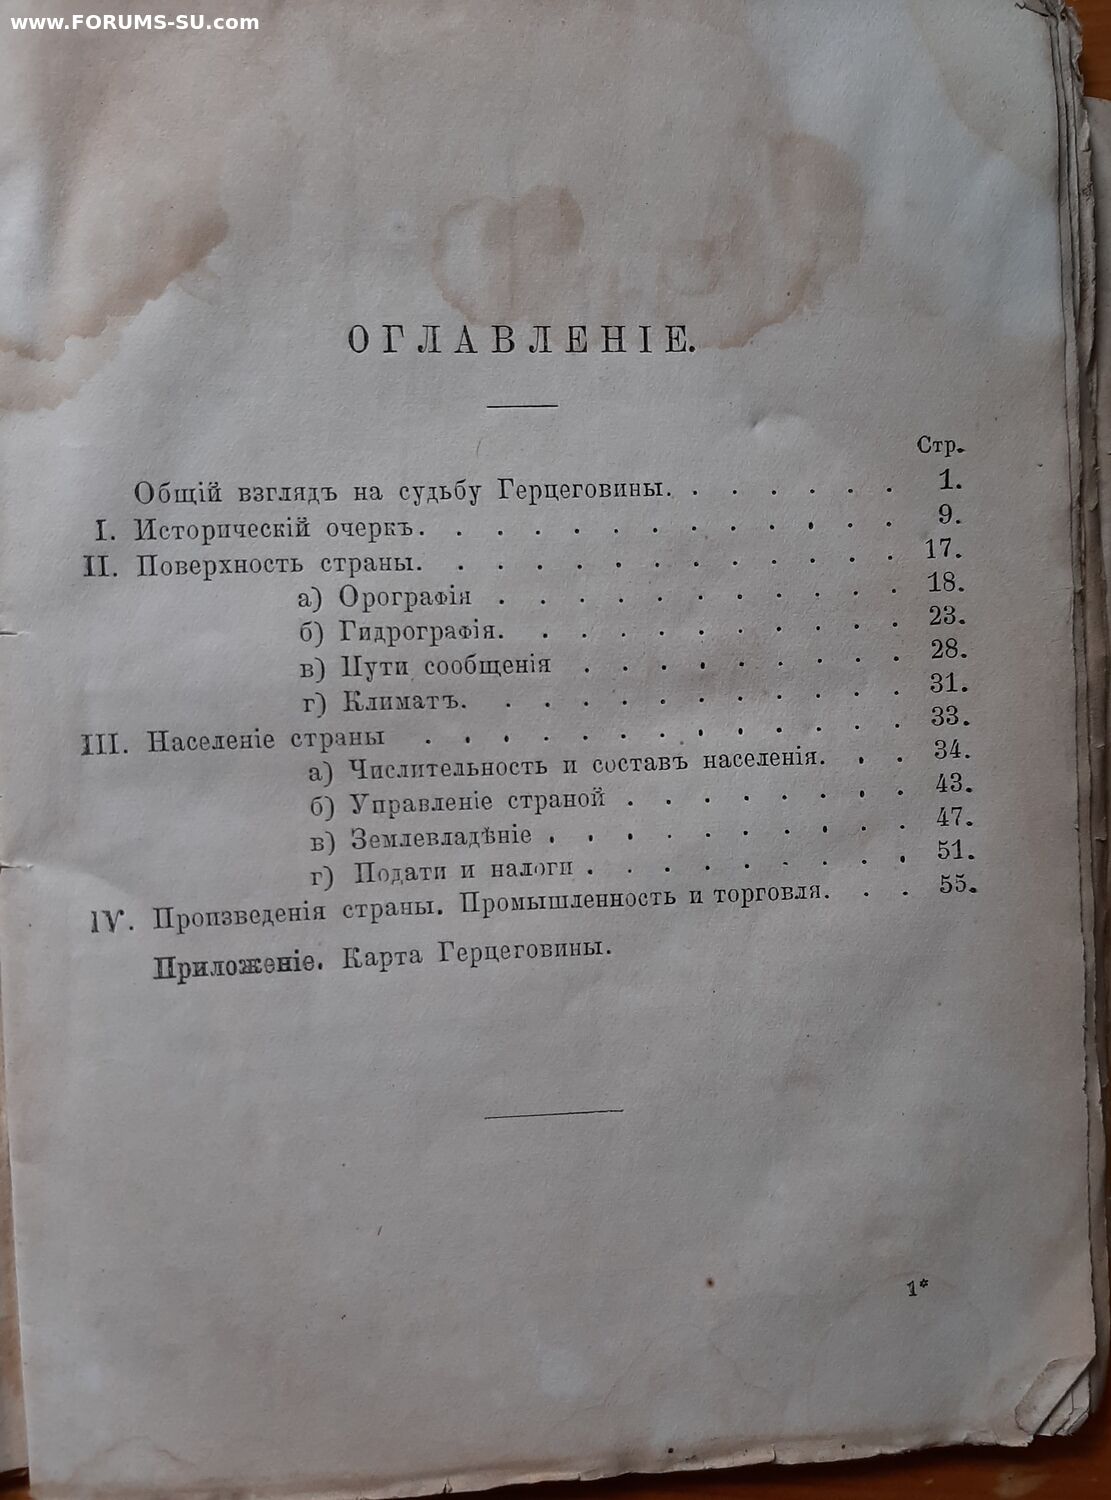 www.FORUMS-SU.com
ОГЛАВЛЕНІЕ.
Стр.
Общій взглядъ на судьбу Герцеговины. . . . . . . 1.
I. Историческій очеркъ. . . . . . . . . . . . . 9.
II. Поверхность страны. . . . . . . . . . . . . 17.
а) Орографія . . . . . . . . . . . 18.
б) Гидрографія. . . . . . . . . . . 23.
в) Пути сообщенія . . . . . . . . . 28.
г) Климатъ. . . . . . . . . . . . 31.
III. Населеніе страны . . . . . . . . . . . . . 33.
а) Числительность и составъ населенія. . . 34.
б) Управленіе страной . . . . . . . . 43.
в) Землевладѣніе . . . . . . . . . . 47.
г) Подати и налоги . . . . . . . . . 51.
IV. Произведенія страны. Промышленность и торговля. . . 55.
Приложеніе. Карта Герцеговины.
1*